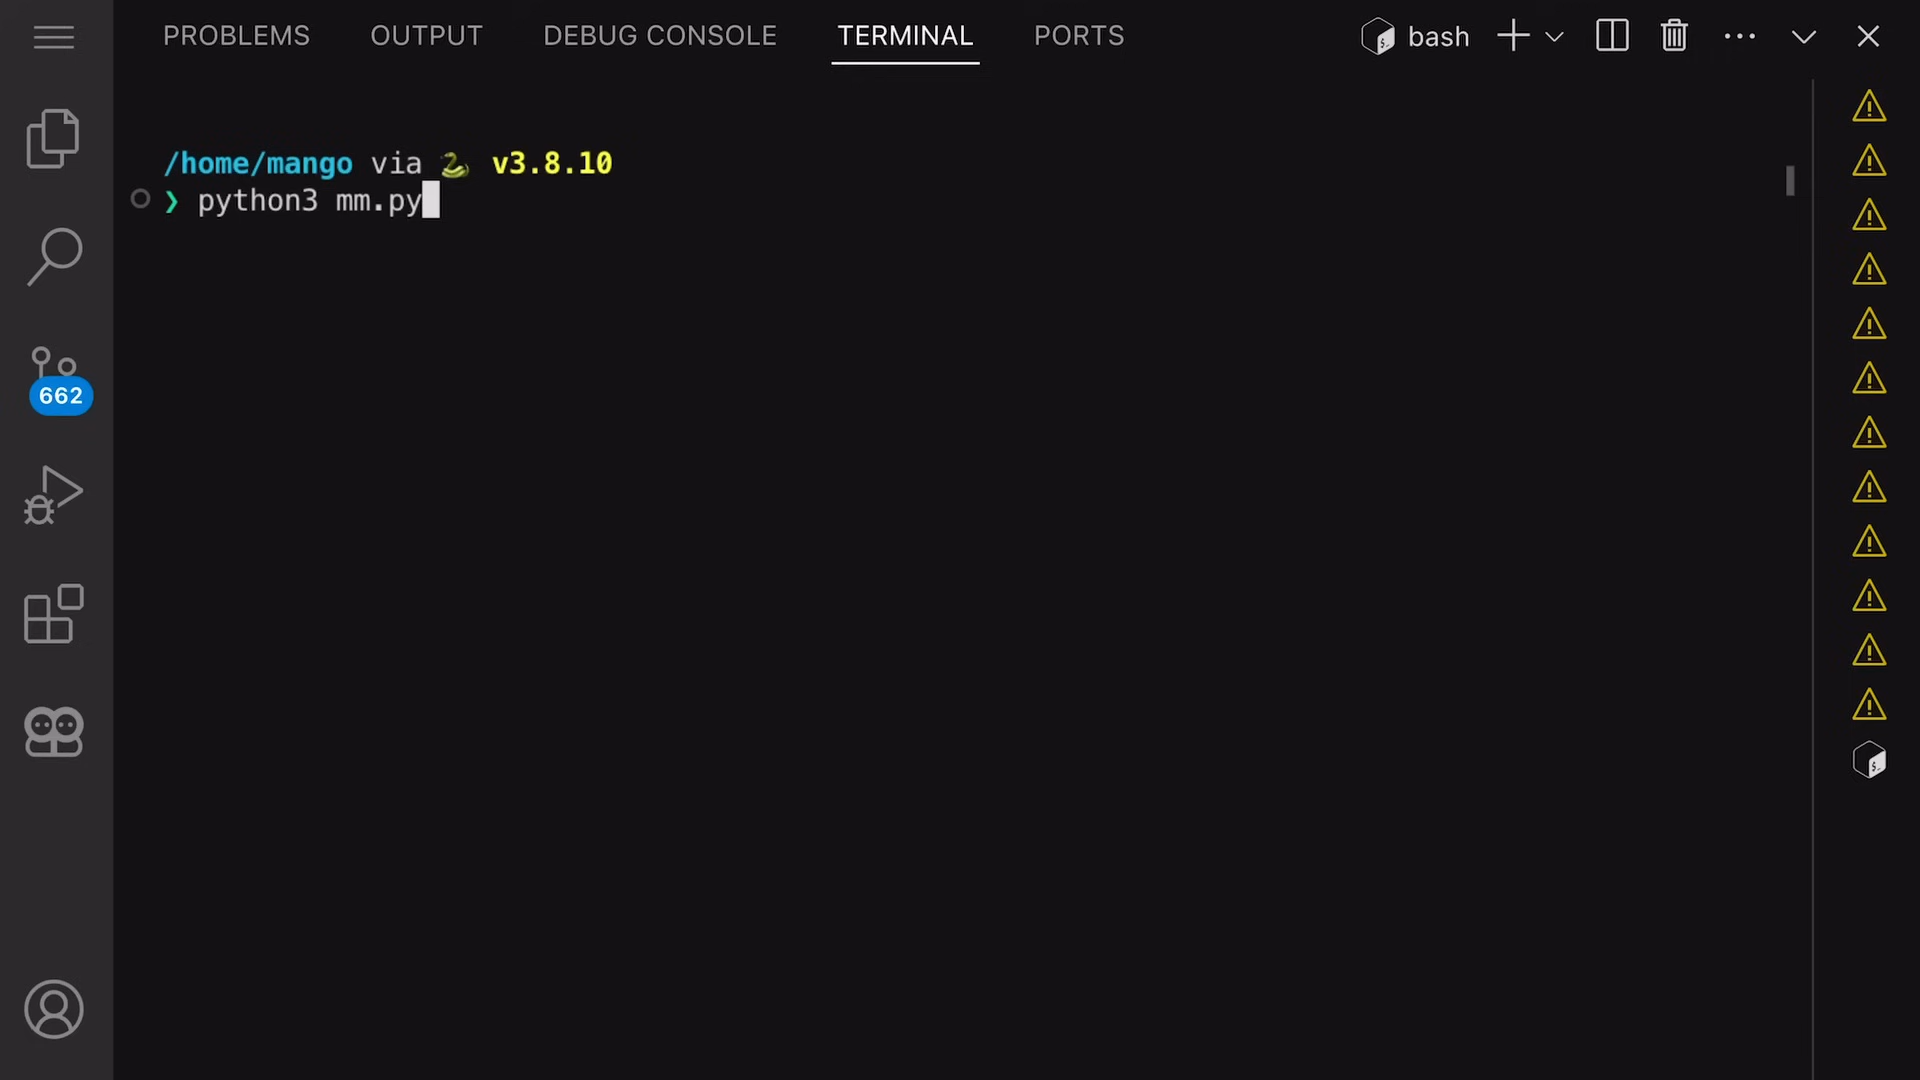 PROBLEMS OUTPUT DEBUG CONSOLE TERMINAL PORTS bash
/home/mango via 🐍 v3.8.10
❯ python3 mm.py
662